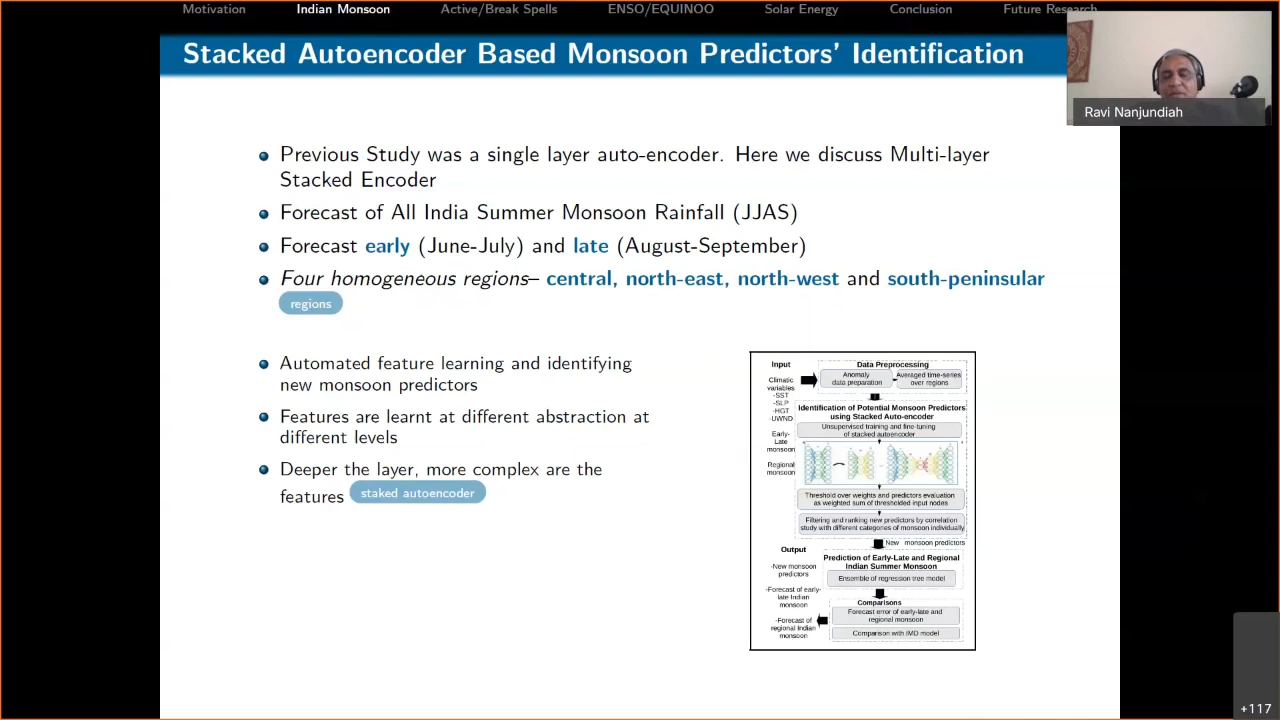 Motivation Indian Monsoon Active/Break Spells ENSO/EQUINOO Solar Energy Conclusion Future Research
Stacked Autoencoder Based Monsoon Predictors' Identification
Ravi Nanjundiah
Previous Study was a single layer auto-encoder. Here we discuss Multi-layer
Stacked Encoder
Forecast of All India Summer Monsoon Rainfall (JJAS)
Forecast early (June-July) and late (August-September)
Four homogeneous regions– central, north-east, north-west and south-peninsular
regions
Automated feature learning and identifying
new monsoon predictors
Features are learnt at different abstraction at
different levels
Deeper the layer, more complex are the
features staked autoencoder
Input
Climatic
variables
-SST
-SLP
-HGT
-UWND
Early-
Late
monsoon
Regional
monsoon
Data Preprocessing
Anomaly
data preparation
Averaged time-series
over regions
Identification of Potential Monsoon Predictors
using Stacked Auto-encoder
Unsupervised training and fine-tuning
of stacked autoencoder
Threshold over weights and predictors evaluation
as weighted sum of thresholded input nodes
Filtering and ranking new predictors by correlation
study with different categories of monsoon individually
New monsoon predictors
Output
-New monsoon
predictors
-Forecast of early-
late Indian
monsoon
-Forecast of
regional Indian
monsoon
Prediction of Early-Late and Regional
Indian Summer Monsoon
Ensemble of regression tree model
Comparisons
Forecast error of early-late and
regional monsoon
Comparison with IMD model
+117